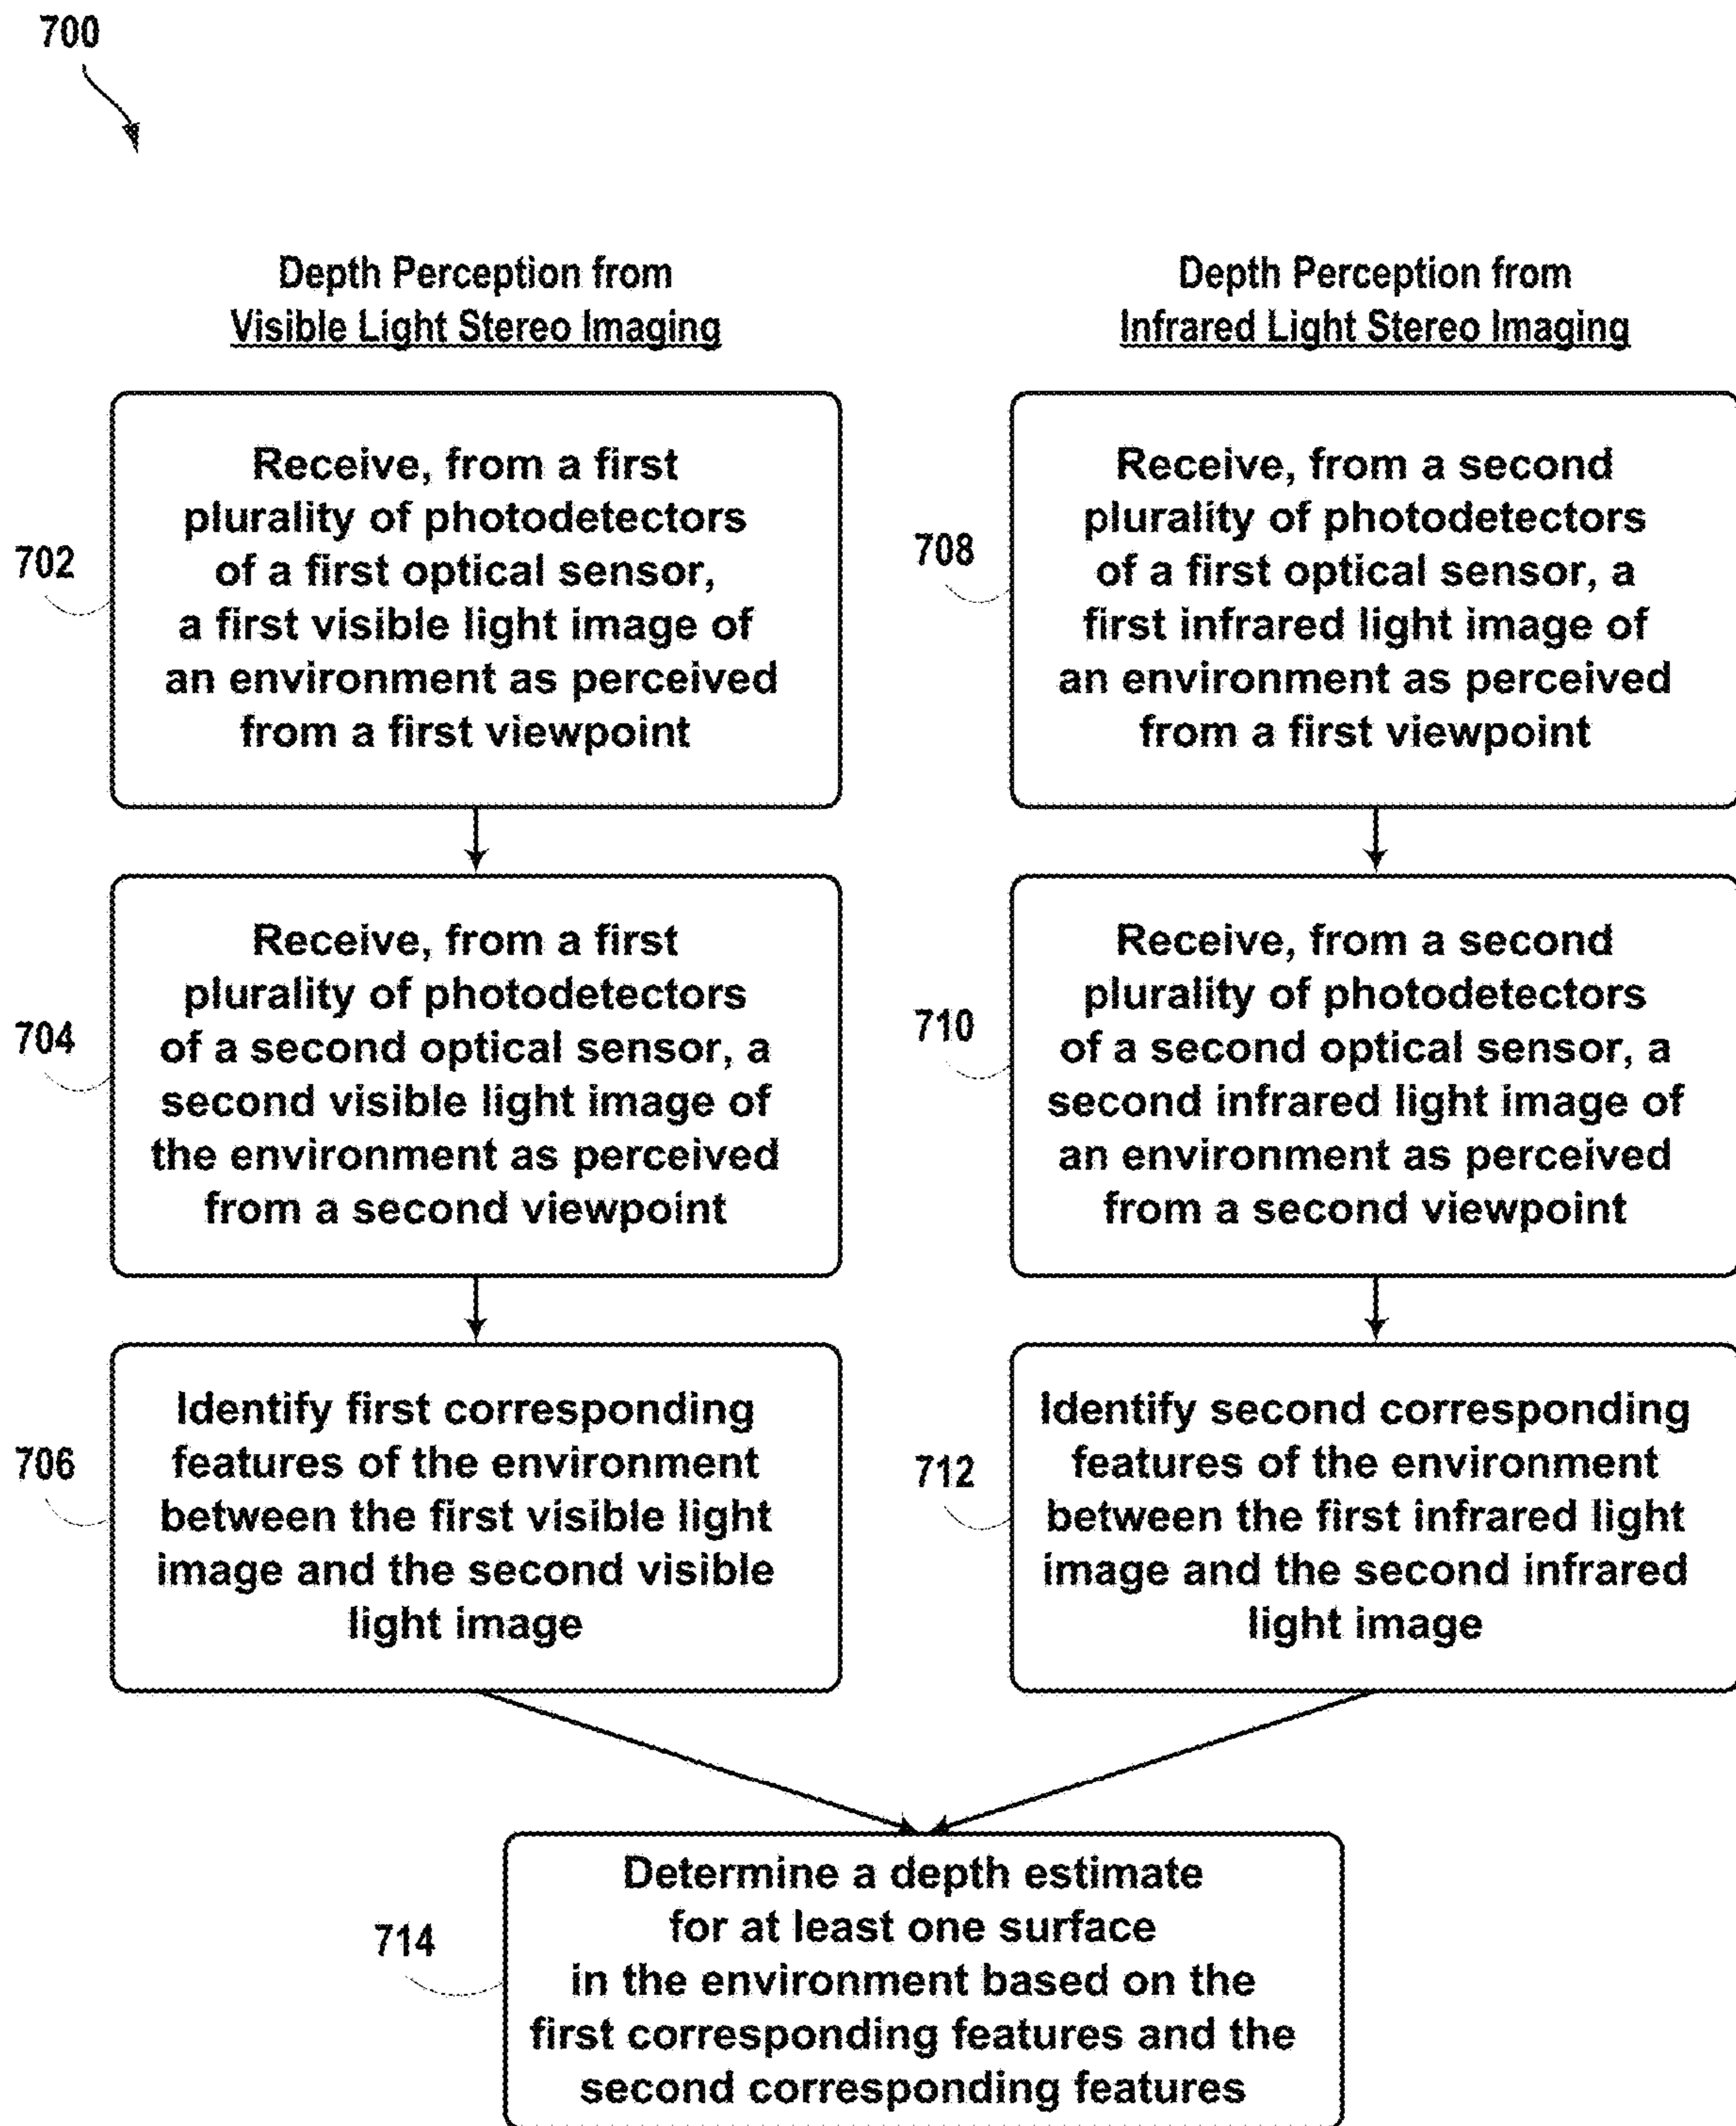 700
Depth Perception from
Visible Light Stereo Imaging
702
Receive, from a first
plurality of photodetectors
of a first optical sensor,
a first visible light image of
an environment as perceived
from a first viewpoint
704
Receive, from a first
plurality of photodetectors
of a second optical sensor, a
second visible light image of
the environment as perceived
from a second viewpoint
706
Identify first corresponding
features of the environment
between the first visible light
image and the second visible
light image
Depth Perception from
Infrared Light Stereo Imaging
708
Receive, from a second
plurality of photodetectors
of a first optical sensor, a
first infrared light image of
an environment as perceived
from a first viewpoint
710
Receive, from a second
plurality of photodetectors
of a second optical sensor, a
second infrared light image of
an environment as perceived
from a second viewpoint
712
Identify second corresponding
features of the environment
between the first infrared light
image and the second infrared
light image
714
Determine a depth estimate
for at least one surface
in the environment based on the
first corresponding features and the
second corresponding features